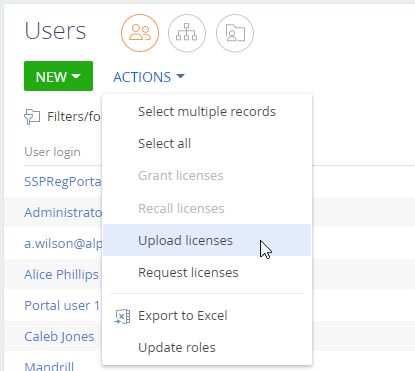 Users
NEW ACTIONS
Select multiple records
Filters/fo
Select all
User login
Grant licenses
SSPRegPorta
Recall licenses
Administrato
Upload licenses
a.wilson@alp
Request licenses
Alice Phillips
Portal user 1
Export to Excel
Caleb Jones
Update roles
Mandrill